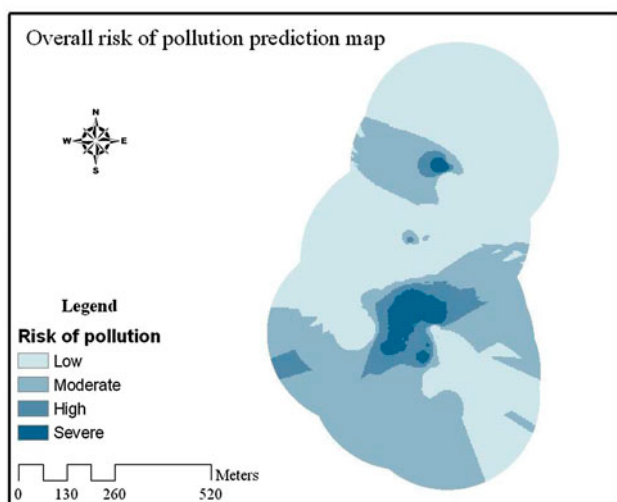 Overall risk of pollution prediction map
N
W E
S
Legend
Risk of pollution
Low
Moderate
High
Severe
Meters
0 130 260 520